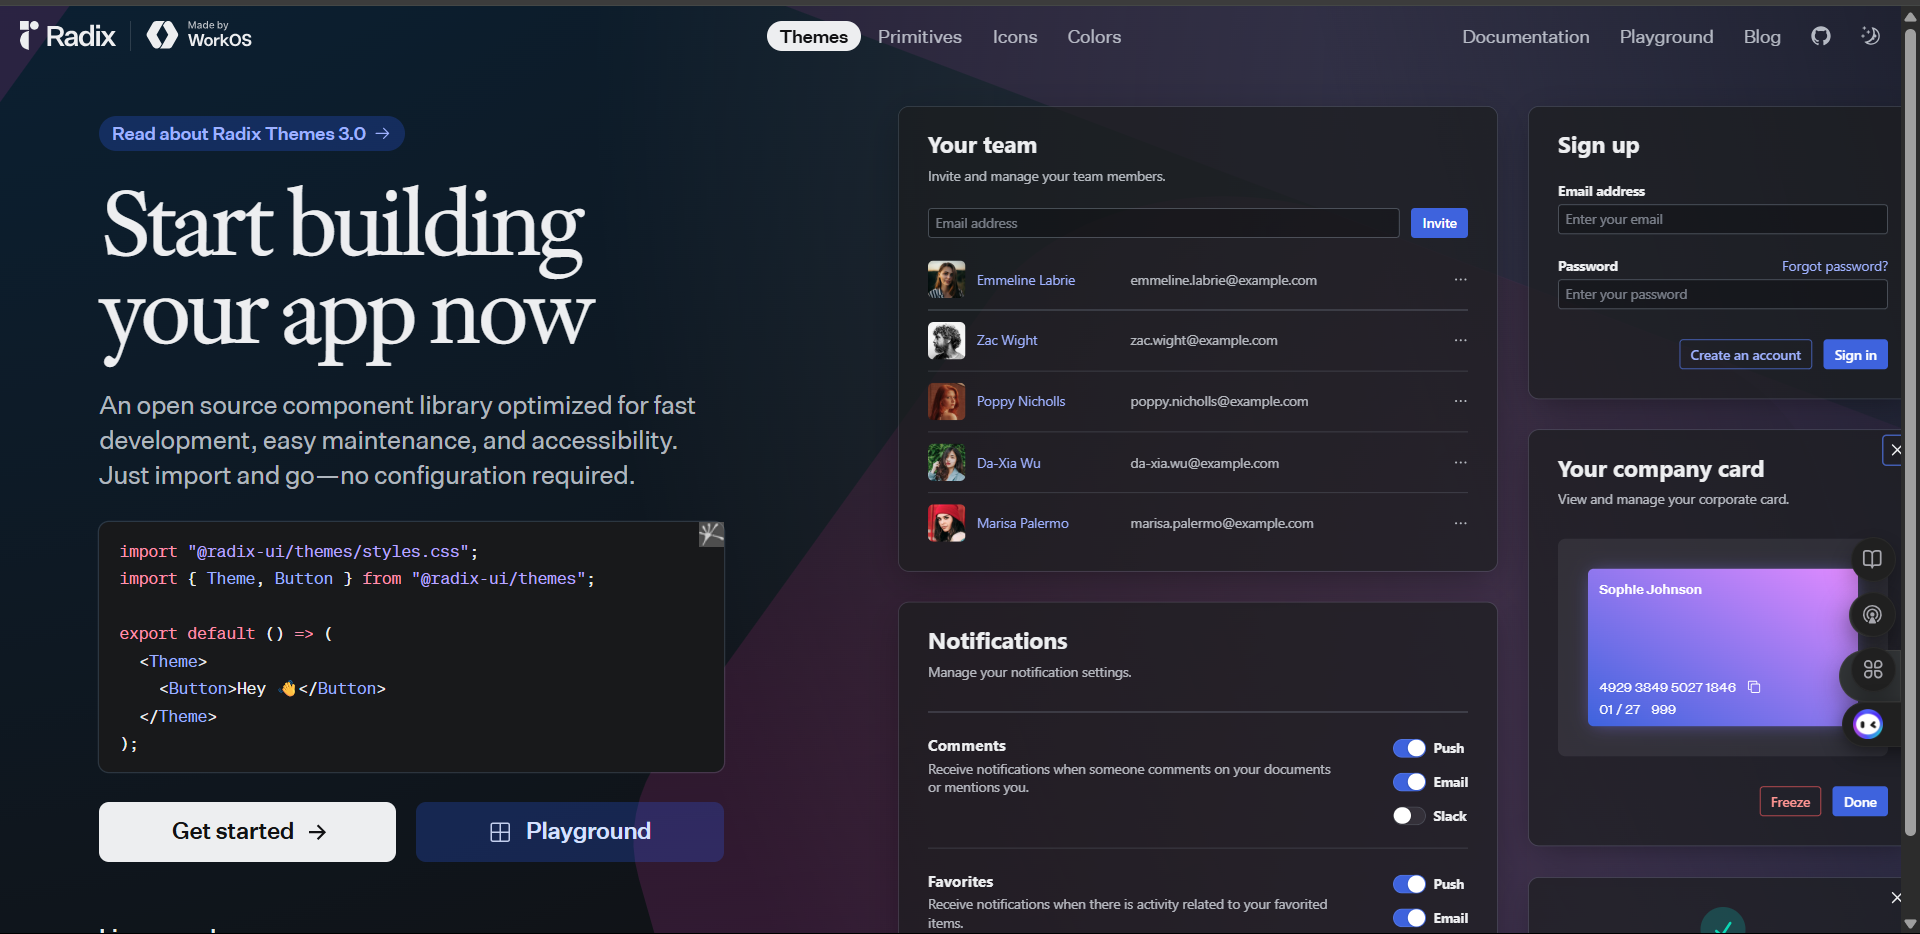 Radix
Made by
WorkOS
Themes
Primitives
Icons
Colors
Documentation
Playground
Blog
Read about Radix Themes 3.0 →
Start building
your app now
An open source component library optimized for fast
development, easy maintenance, and accessibility.
Just import and go—no configuration required.
import "@radix-ui/themes/styles.css";
import { Theme, Button } from "@radix-ui/themes";
export default () => (
<Theme>
<Button>Hey 👋</Button>
</Theme>
);
Get started →
Playground
Your team
Invite and manage your team members.
Email address
Invite
Emmeline Labrie emmeline.labrie@example.com ···
Zac Wight zac.wight@example.com ···
Poppy Nicholls poppy.nicholls@example.com ···
Da-Xia Wu da-xia.wu@example.com ···
Marisa Palermo marisa.palermo@example.com ···
Notifications
Manage your notification settings.
Comments
Receive notifications when someone comments on your documents
or mentions you.
Push
Email
Slack
Favorites
Receive notifications when there is activity related to your favorited
items.
Push
Email
Sign up
Email address
Enter your email
Password
Forgot password?
Enter your password
Create an account
Sign in
Your company card
View and manage your corporate card.
Sophie Johnson
4929 3849 5027 1846
01 / 27 999
Freeze
Done